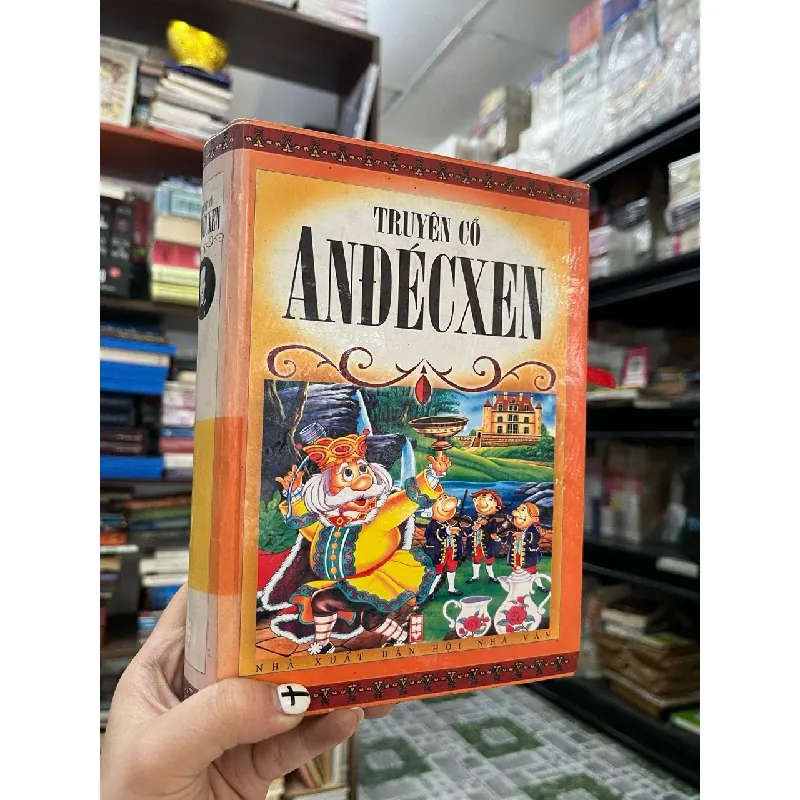 TRUYỆN CỔ
ANĐÉCXEN
NHÀ XUẤT BẢN HỘI NHÀ VĂN